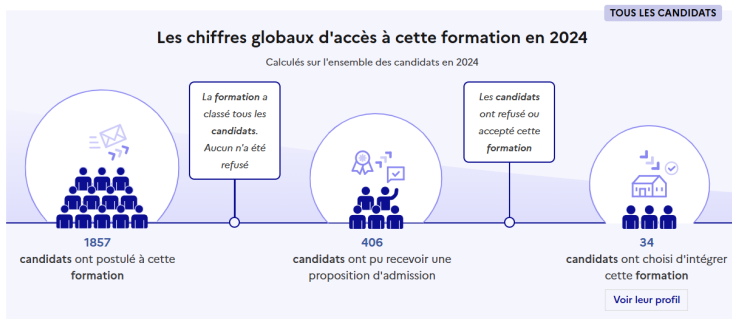 TOUS LES CANDIDATS
Les chiffres globaux d'accès à cette formation en 2024
Calculés sur l'ensemble des candidats en 2024
La formation a
classé tous les
candidats.
Aucun n'a été
refusé
Les candidats
ont refusé ou
accepté cette
formation
1857
candidats ont postulé à cette
formation
406
candidats ont pu recevoir une
proposition d'admission
34
candidats ont choisi d'intégrer
cette formation
Voir leur profil